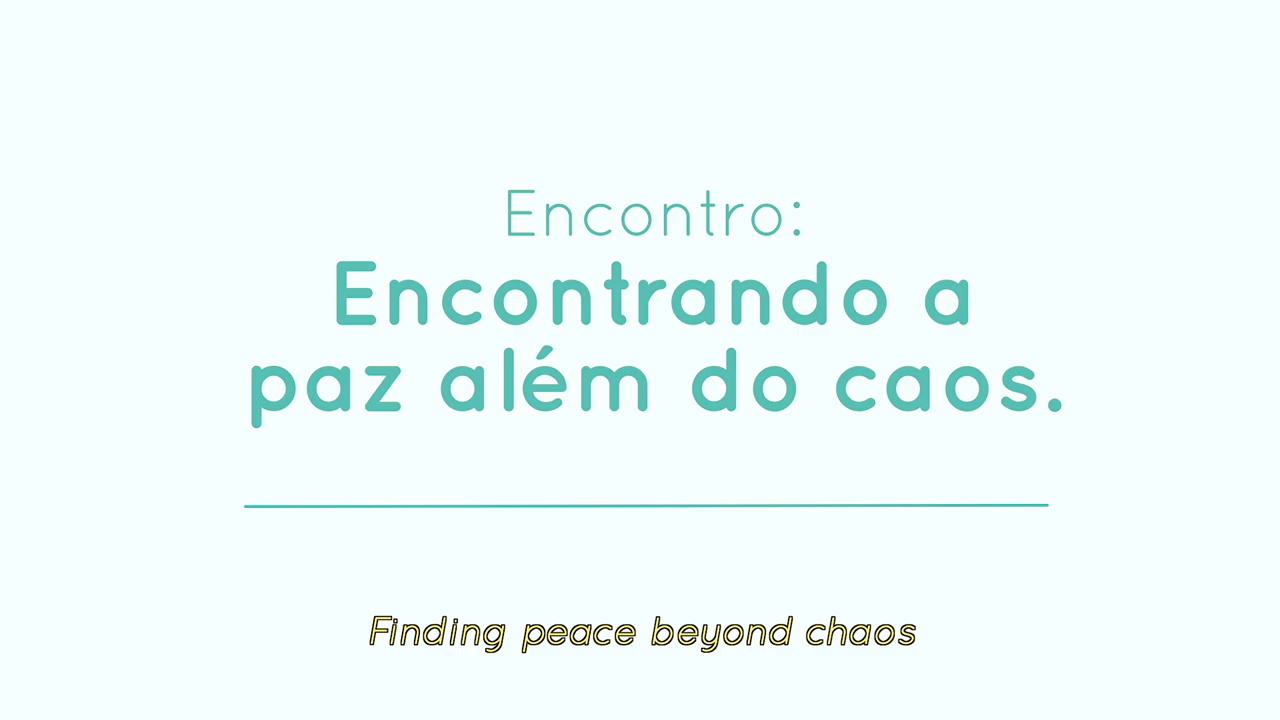 Encontro:
Encontrando a
paz além do caos.
Finding peace beyond chaos